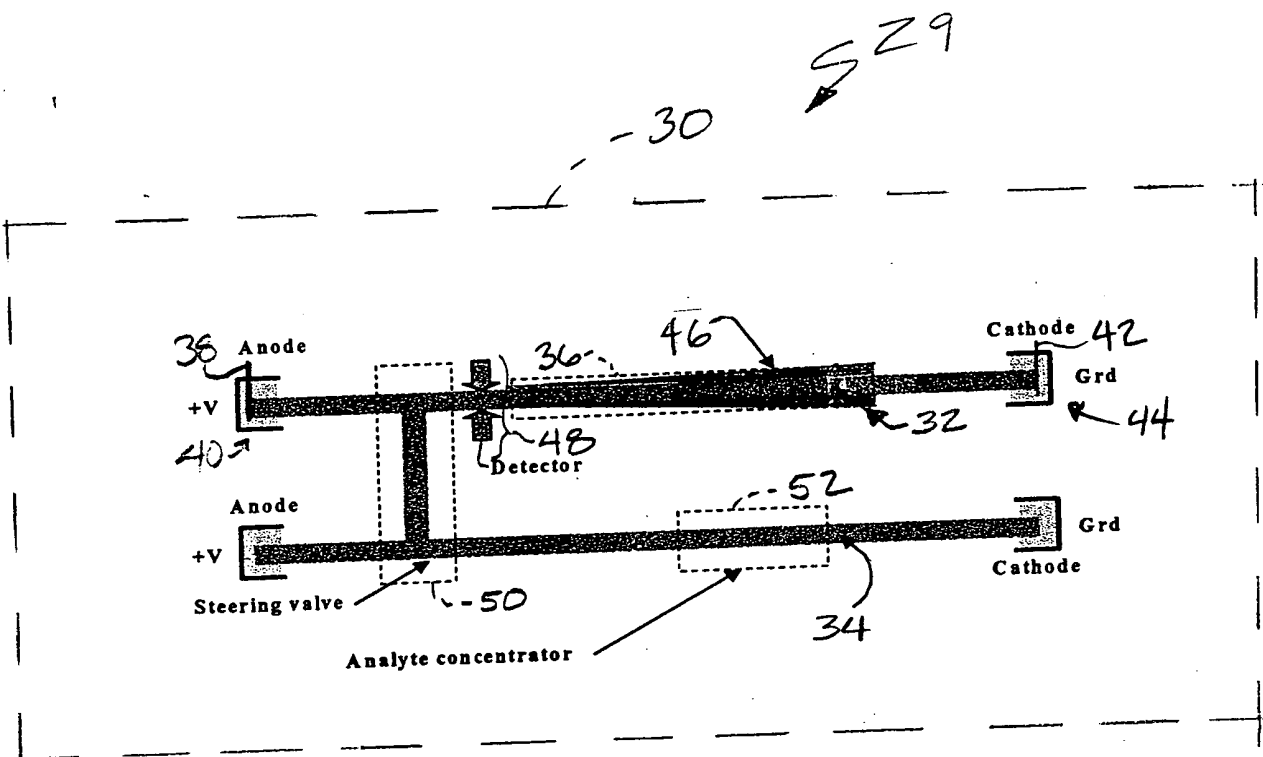 29
30
46
Cathode 42
38 Anode
36
+V
Grd
40
48
32
44
Detector
52
Anode
+V
Grd
Cathode
Steering valve
50
34
Analyte concentrator